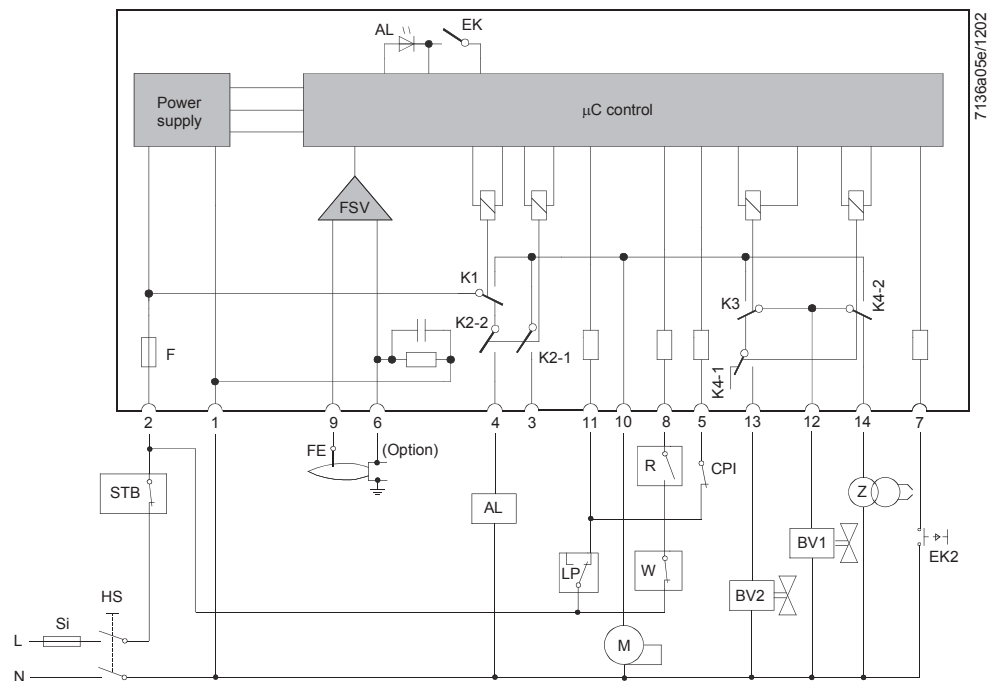 AL
EK
7136a05e/1202
Power
supply
µC control
FSV
K1
K2-2
K2-1
K3
K4-2
K4-1
F
2
1
9
6
4
3
11
10
8
5
13
12
14
7
FE
(Option)
STB
AL
R
CPI
Z
LP
W
BV1
EK2
BV2
HS
Si
L
M
N